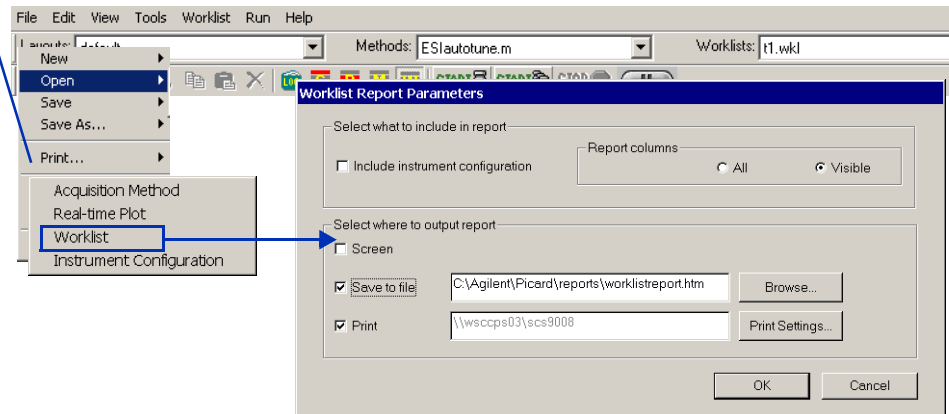 File Edit View Tools Worklist Run Help
Layouts: default Methods: ESIautotune.m Worklists: t1.wkl
New
Open
Save
Save As...
Print...
Acquisition Method
Real-time Plot
Worklist
Instrument Configuration
Worklist Report Parameters
Select what to include in report
Include instrument configuration
Report columns
All Visible
Select where to output report
Screen
Save to file C:\Agilent\Picard\reports\worklistreport.htm Browse...
Print \\wsccps03\scs9008 Print Settings...
OK Cancel